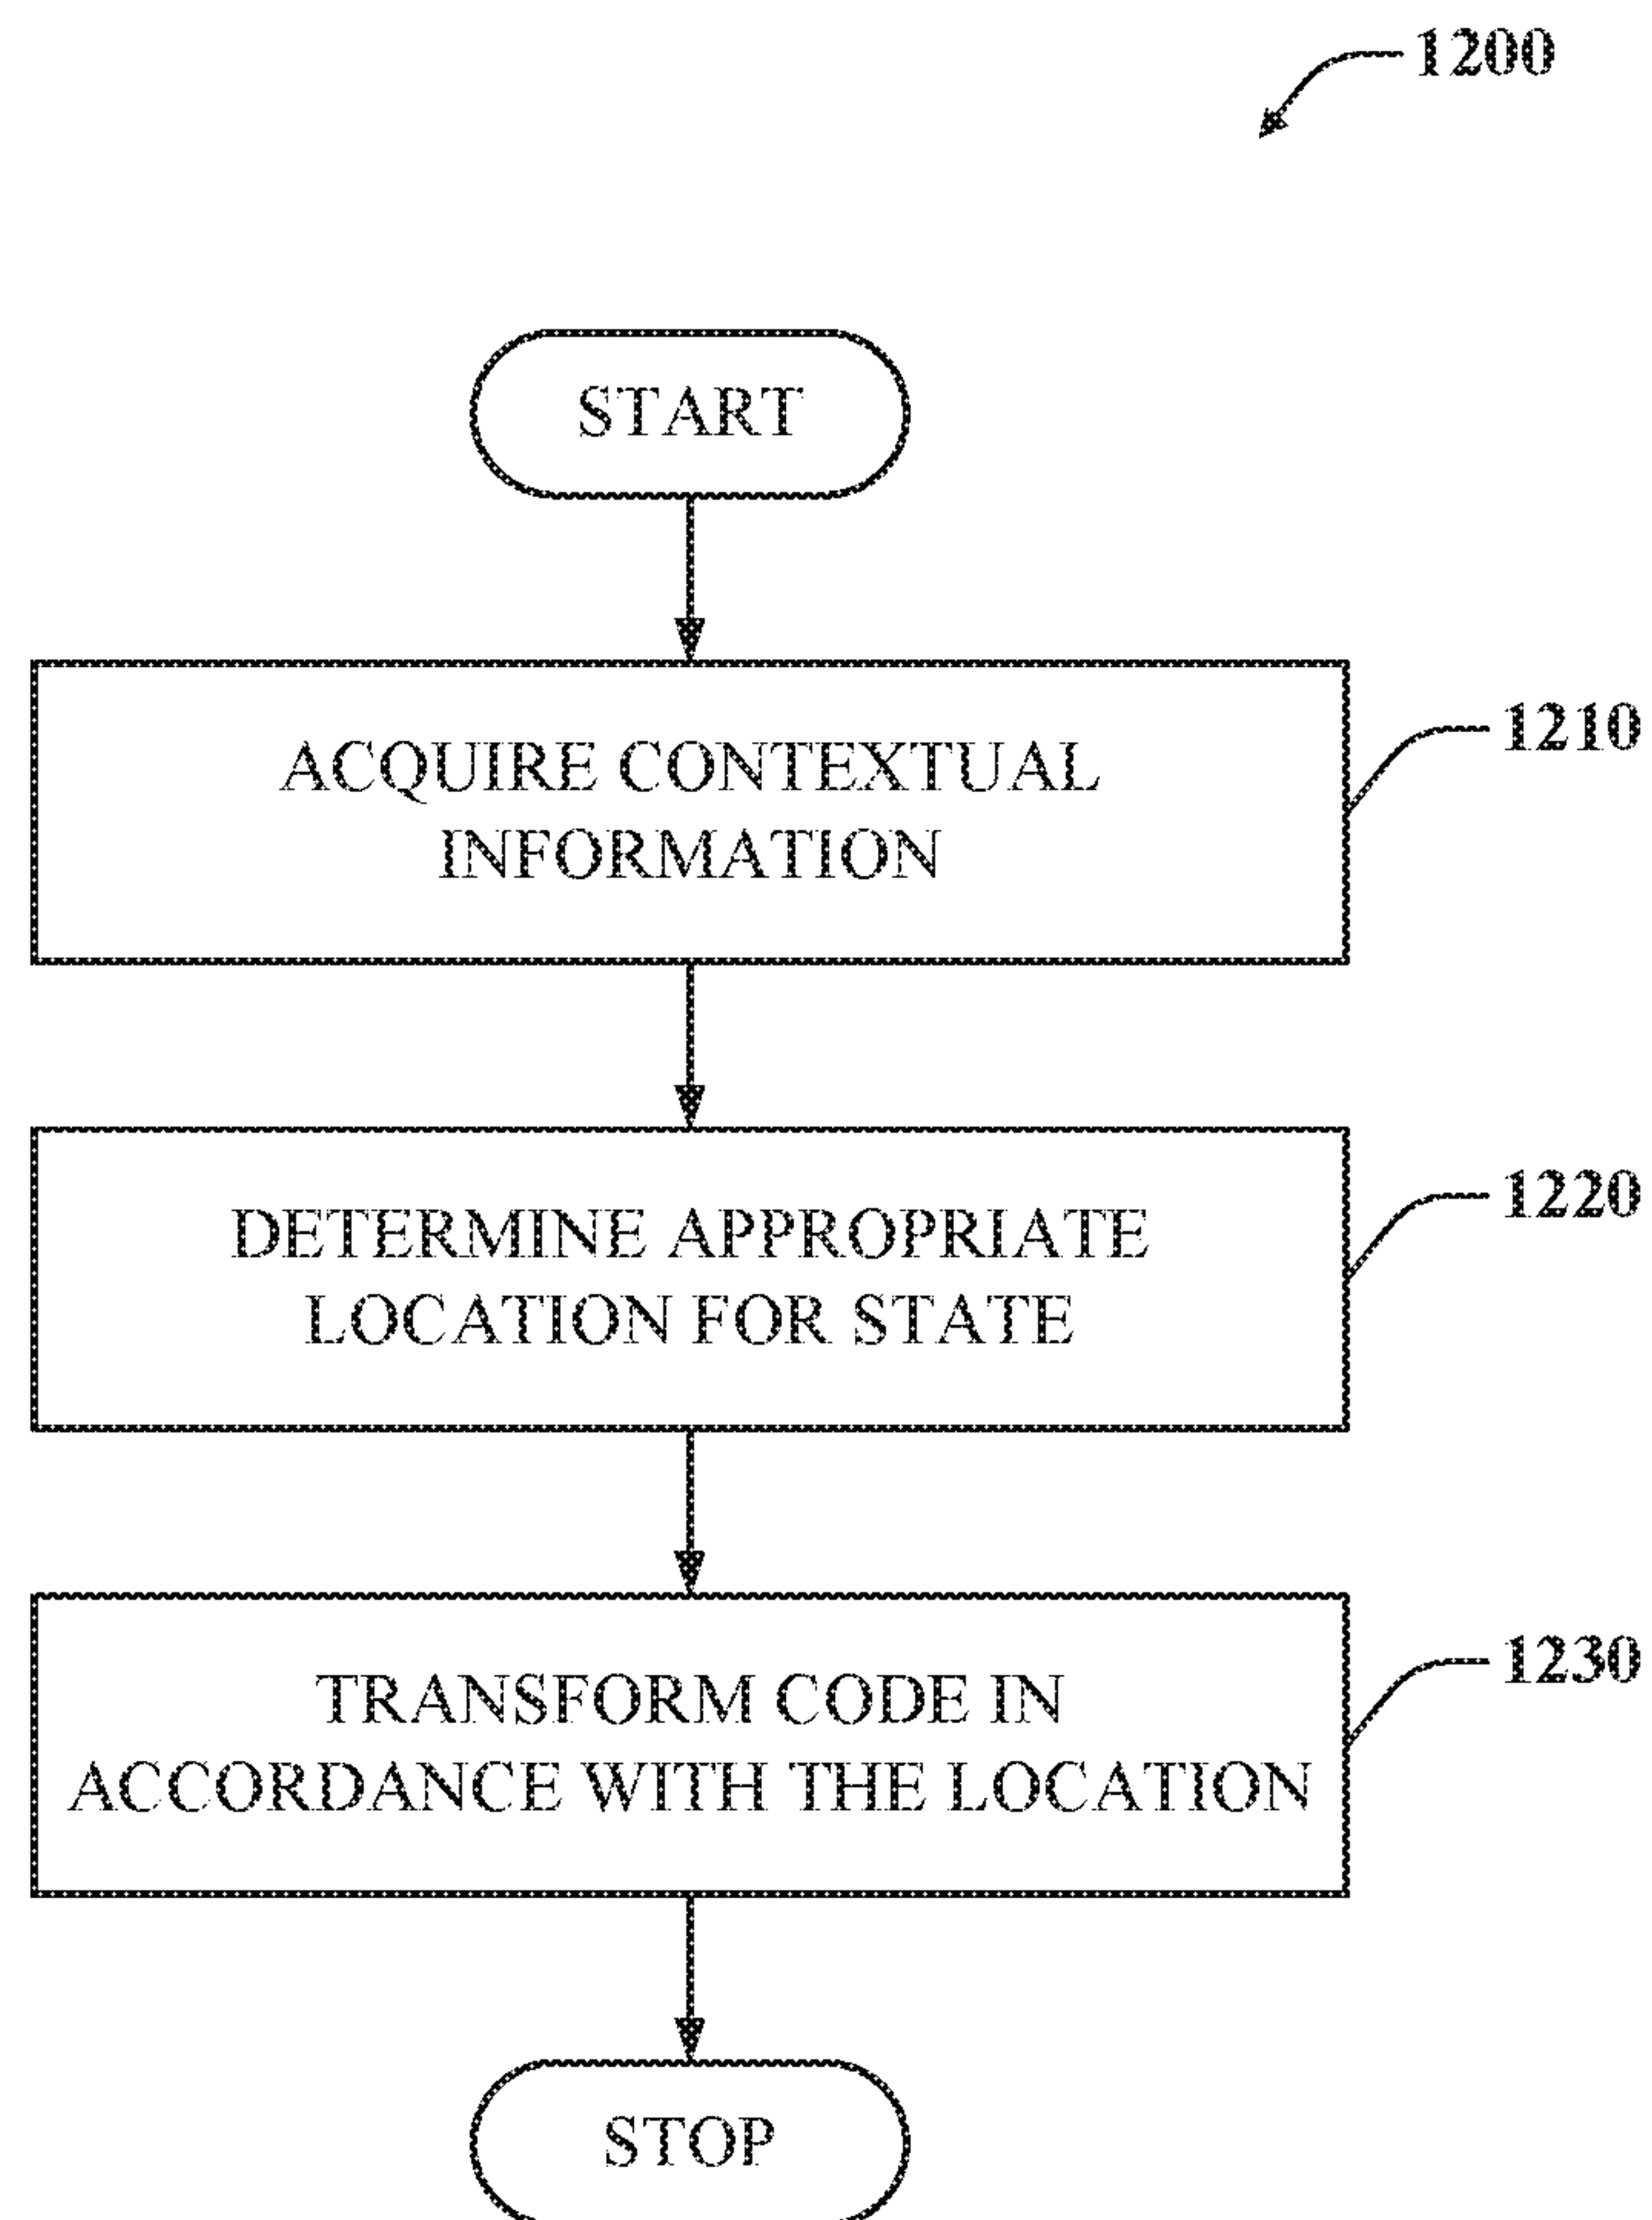 1200
START
ACQUIRE CONTEXTUAL
INFORMATION
1210
DETERMINE APPROPRIATE
LOCATION FOR STATE
1220
TRANSFORM CODE IN
ACCORDANCE WITH THE LOCATION
1230
STOP